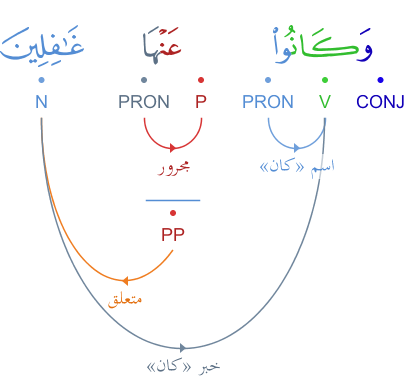 وَكَانُوا۟ عَنْهَا غَٰفِلِينَ
CONJ V PRON P PRON N
اسم «كان» مجرور
PP
متعلق
خبر «كان»